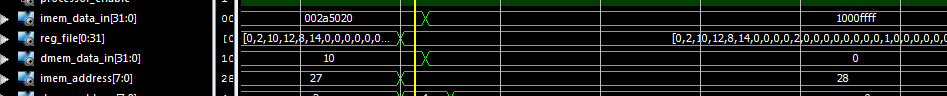 processor_enable
imem_data_in[31:0] 00 002a5020 1000ffff
reg_file[0:31] [0 [0,2,10,12,8,14,0,0,0,0,0,0... [0,2,10,12,8,14,0,0,0,0,2,0,0,0,0,0,0,0,0,1,0,0,0,0,0,
dmem_data_in[31:0] 10 10 0
imem_address[7:0] 28 27 28